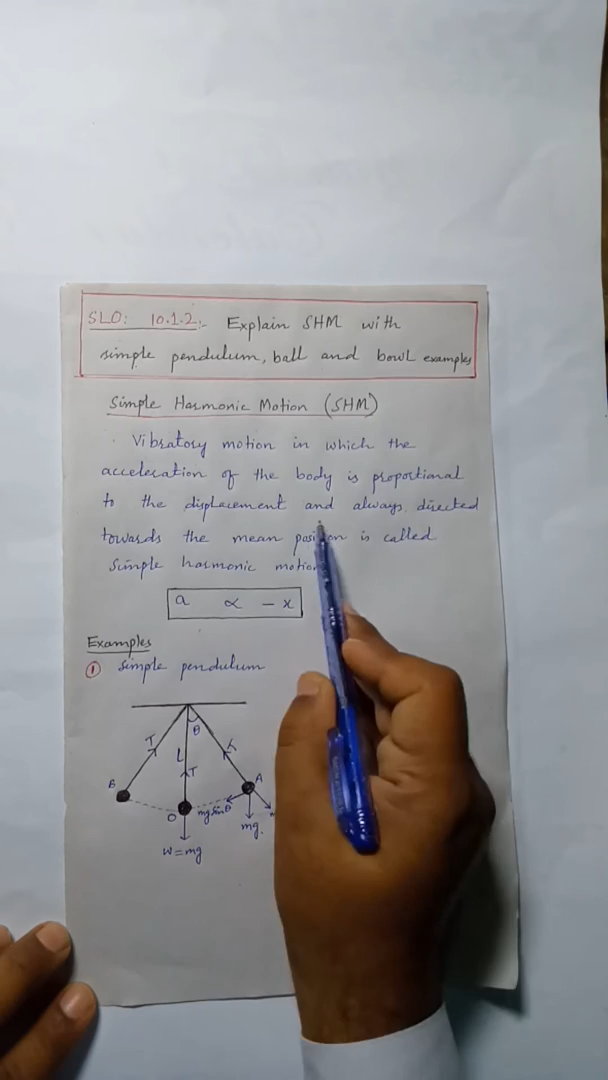 SLO: 10.1.2:- Explain SHM with
simple pendulum, ball and bowl examples
Simple Harmonic Motion (SHM)
Vibratory motion in which the
acceleration of the body is proportional
to the displacement and always directed
towards the mean position is called
Simple harmonic motion
a ∝ - x
Examples
① Simple pendulum
θ
T
L
T
T
B
A
O
mg sinθ
mg.
W = mg